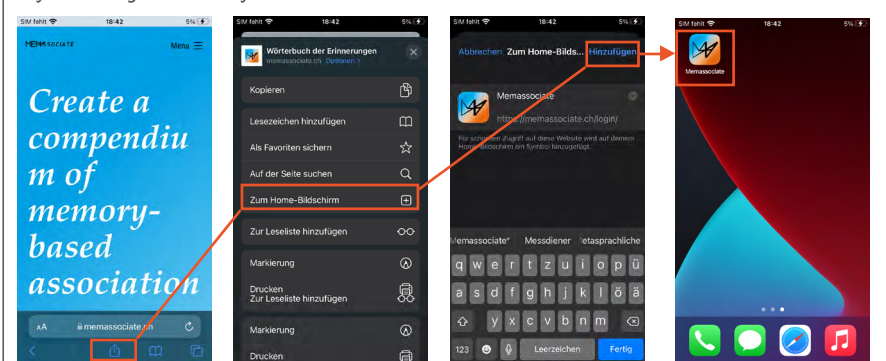 SIM fehlt 18:42 5%
MEMASSOCIATE Menu
Create a
compendiu
m of
memory-
based
association
AA memassociate.ch
SIM fehlt 18:42 5%
Wörterbuch der Erinnerungen
memassociate.ch Optionen >
Kopieren
Lesezeichen hinzufügen
Als Favoriten sichern
Auf der Seite suchen
Zum Home-Bildschirm
Zur Leseliste hinzufügen
Markierung
Drucken
Zur Leseliste hinzufügen
Markierung
Drucken
SIM fehlt 18:42 5%
Abbrechen Zum Home-Bilds... Hinzufügen
Memassociate
https://memassociate.ch/login/
Für schnellen Zugriff auf diese Website wird auf deinem
Home-Bildschirm ein Symbol hinzugefügt.
Memassociate" Messdiener etasprachliche
q w e r t z u i o p ü
a s d f g h j k l ö ä
y x c v b n m
123 Leerzeichen Fertig
SIM fehlt 18:42 5%
Memassociate